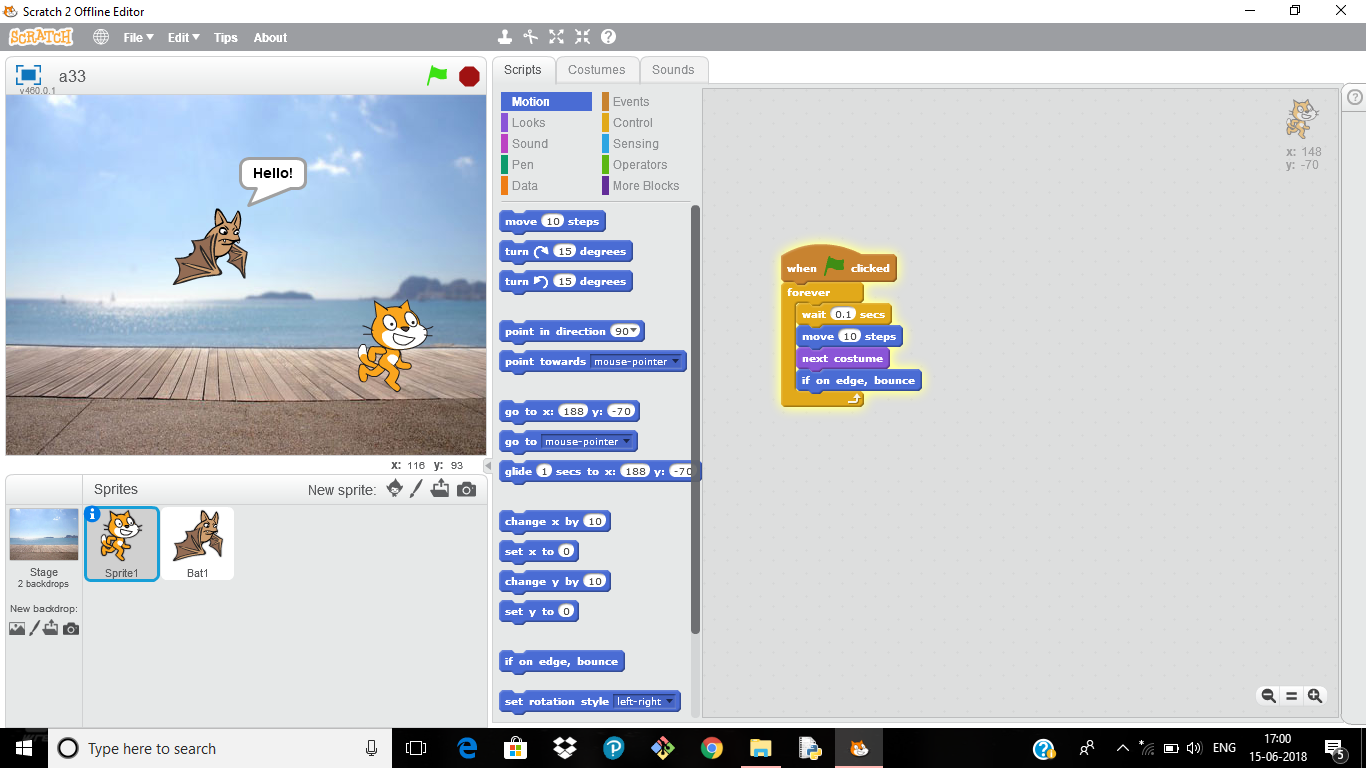 Scratch 2 Offline Editor
SCRATCH File Edit Tips About
a33
v460.0.1
Hello!
x: 116 y: 93
Sprites New sprite:
Stage
2 backdrops
New backdrop:
Sprite1
Bat1
Scripts Costumes Sounds
Motion Events
Looks Control
Sound Sensing
Pen Operators
Data More Blocks
move 10 steps
turn 15 degrees
turn 15 degrees
point in direction 90
point towards mouse-pointer
go to x: 188 y: -70
go to mouse-pointer
glide 1 secs to x: 188 y: -70
change x by 10
set x to 0
change y by 10
set y to 0
if on edge, bounce
set rotation style left-right
when clicked
forever
wait 0.1 secs
move 10 steps
next costume
if on edge, bounce
x: 148
y: -70
Type here to search
ENG
17:00
15-06-2018
5